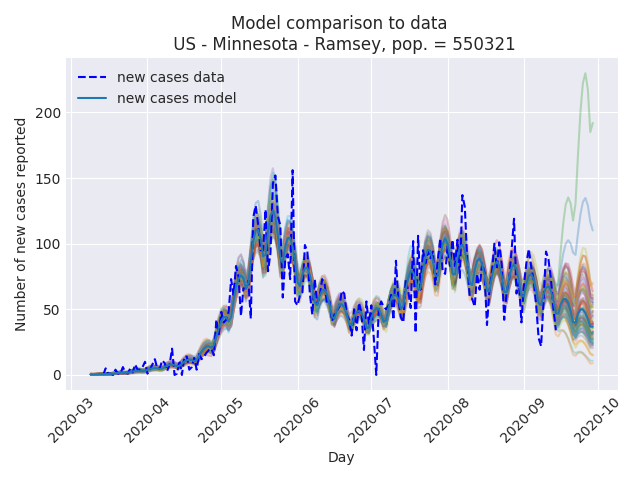 Model comparison to data
US - Minnesota - Ramsey, pop. = 550321
new cases data
new cases model
Number of new cases reported
200
150
100
50
0
2020-03
2020-04
2020-05
2020-06
2020-07
2020-08
2020-09
2020-10
Day